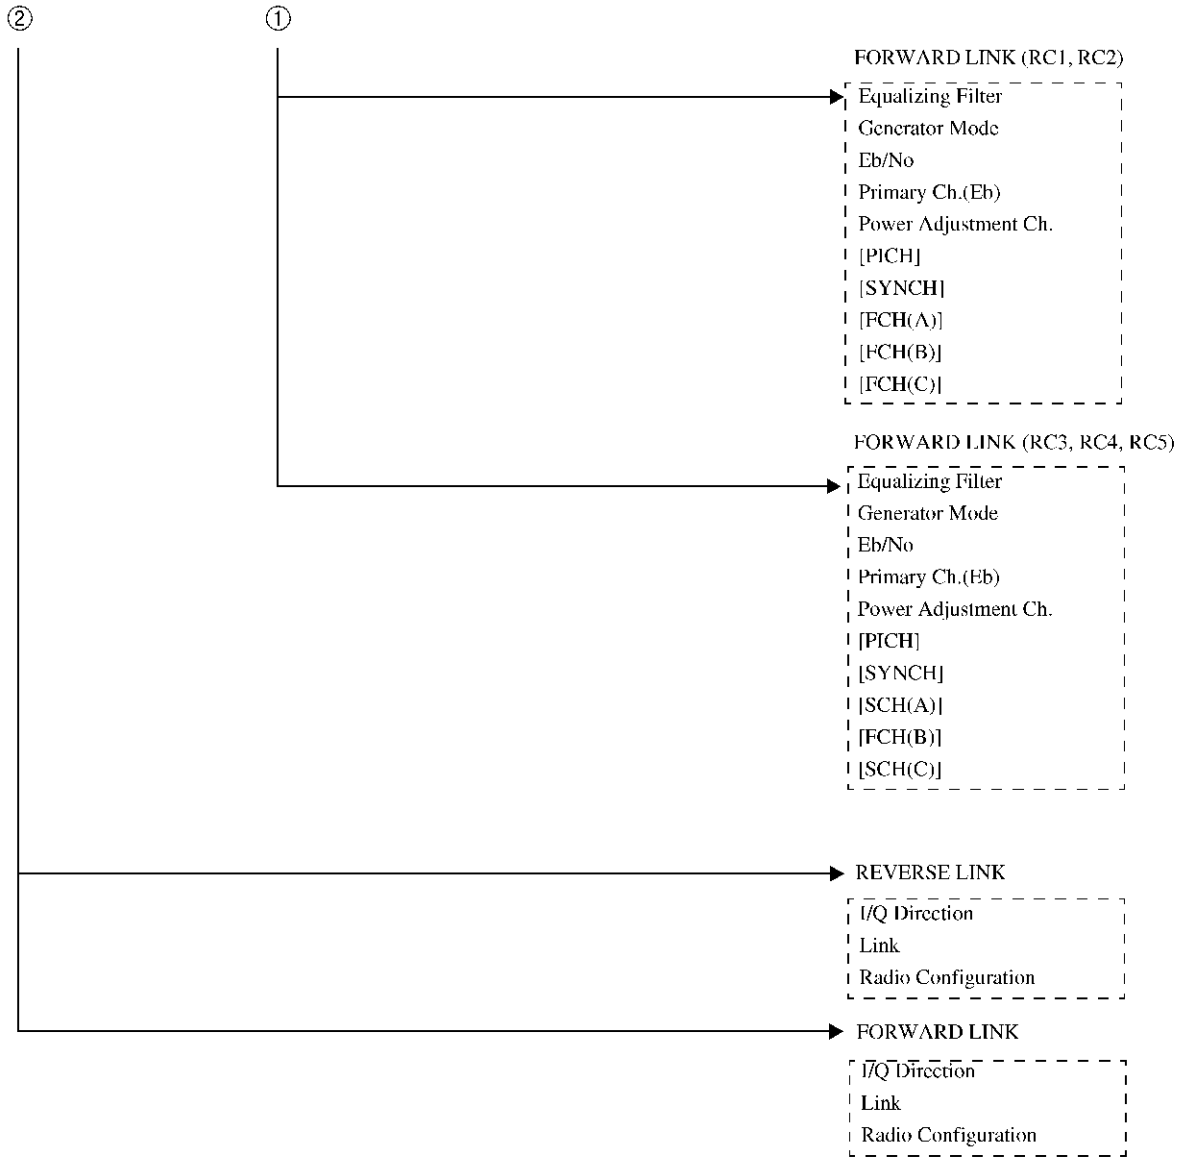 ② ①
FORWARD LINK (RC1, RC2)
Equalizing Filter
Generator Mode
Eb/No
Primary Ch.(Eb)
Power Adjustment Ch.
[PICH]
[SYNCH]
[FCH(A)]
[FCH(B)]
[FCH(C)]
FORWARD LINK (RC3, RC4, RC5)
Equalizing Filter
Generator Mode
Eb/No
Primary Ch.(Eb)
Power Adjustment Ch.
[PICH]
[SYNCH]
[SCH(A)]
[FCH(B)]
[SCH(C)]
REVERSE LINK
I/Q Direction
Link
Radio Configuration
FORWARD LINK
I/Q Direction
Link
Radio Configuration